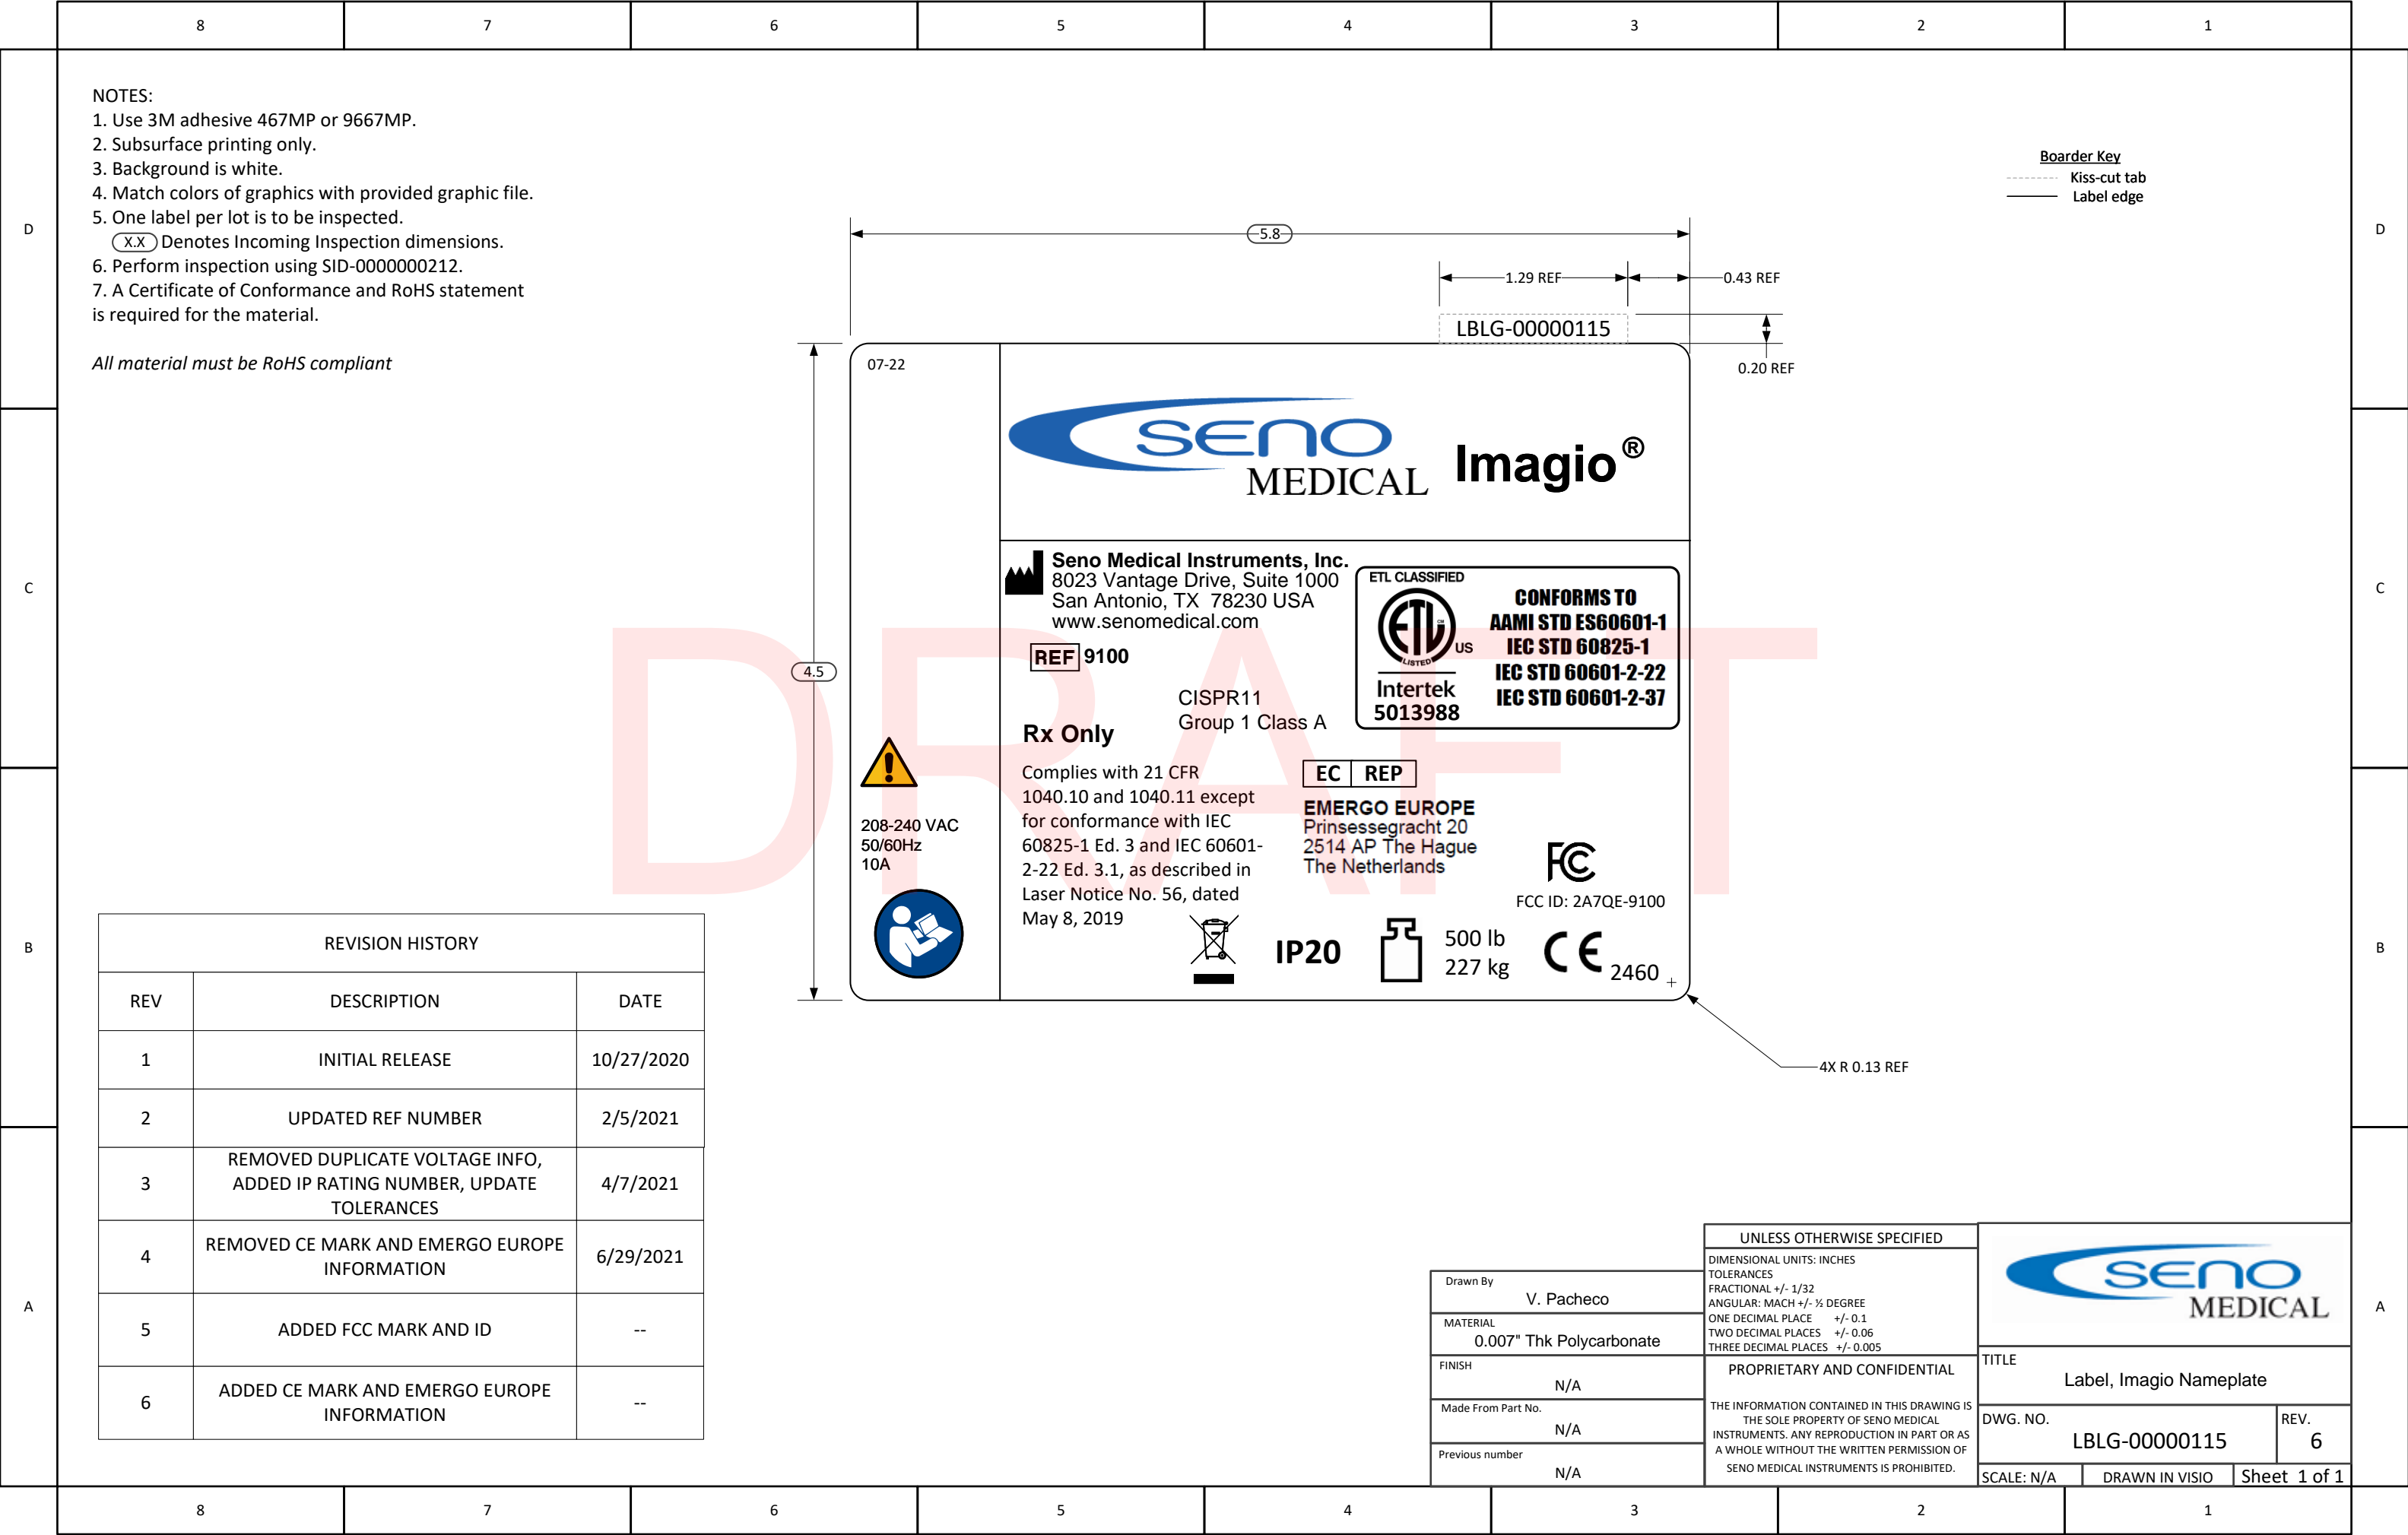 8 7 6 5 4 3 2 1
D
C
B
A
D
C
B
A
NOTES:
1. Use 3M adhesive 467MP or 9667MP.
2. Subsurface printing only.
3. Background is white.
4. Match colors of graphics with provided graphic file.
5. One label per lot is to be inspected.
X.X Denotes Incoming Inspection dimensions.
6. Perform inspection using SID-0000000212.
7. A Certificate of Conformance and RoHS statement
is required for the material.
All material must be RoHS compliant
Boarder Key
Kiss-cut tab
Label edge
5.8
1.29 REF
0.43 REF
LBLG-00000115
0.20 REF
4.5
07-22
SENO
MEDICAL
Imagio®
Seno Medical Instruments, Inc.
8023 Vantage Drive, Suite 1000
San Antonio, TX 78230 USA
www.senomedical.com
REF 9100
CISPR11
Group 1 Class A
Rx Only
ETL CLASSIFIED
ETL
CM
LISTED
US
Intertek
5013988
CONFORMS TO
AAMI STD ES60601-1
IEC STD 60825-1
IEC STD 60601-2-22
IEC STD 60601-2-37
Complies with 21 CFR
1040.10 and 1040.11 except
for conformance with IEC
60825-1 Ed. 3 and IEC 60601-
2-22 Ed. 3.1, as described in
Laser Notice No. 56, dated
May 8, 2019
EC REP
EMERGO EUROPE
Prinsessegracht 20
2514 AP The Hague
The Netherlands
208-240 VAC
50/60Hz
10A
FC
FCC ID: 2A7QE-9100
IP20
500 lb
227 kg
CE 2460
4X R 0.13 REF
DRAFT
REVISION HISTORY
REV DESCRIPTION DATE
1 INITIAL RELEASE 10/27/2020
2 UPDATED REF NUMBER 2/5/2021
3 REMOVED DUPLICATE VOLTAGE INFO,
ADDED IP RATING NUMBER, UPDATE
TOLERANCES 4/7/2021
4 REMOVED CE MARK AND EMERGO EUROPE
INFORMATION 6/29/2021
5 ADDED FCC MARK AND ID --
6 ADDED CE MARK AND EMERGO EUROPE
INFORMATION --
Drawn By
V. Pacheco
MATERIAL
0.007" Thk Polycarbonate
FINISH
N/A
Made From Part No.
N/A
Previous number
N/A
UNLESS OTHERWISE SPECIFIED
DIMENSIONAL UNITS: INCHES
TOLERANCES
FRACTIONAL +/- 1/32
ANGULAR: MACH +/- ½ DEGREE
ONE DECIMAL PLACE +/- 0.1
TWO DECIMAL PLACES +/- 0.06
THREE DECIMAL PLACES +/- 0.005
PROPRIETARY AND CONFIDENTIAL
THE INFORMATION CONTAINED IN THIS DRAWING IS
THE SOLE PROPERTY OF SENO MEDICAL
INSTRUMENTS. ANY REPRODUCTION IN PART OR AS
A WHOLE WITHOUT THE WRITTEN PERMISSION OF
SENO MEDICAL INSTRUMENTS IS PROHIBITED.
SENO
MEDICAL
TITLE
Label, Imagio Nameplate
DWG. NO.
LBLG-00000115
REV.
6
SCALE: N/A DRAWN IN VISIO Sheet 1 of 1
8 7 6 5 4 3 2 1